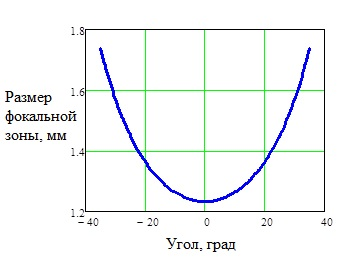 1.8
Размер
фокальной
зоны, мм
1.6
1.4
1.2
− 40 − 20 0 20 40
Угол, град